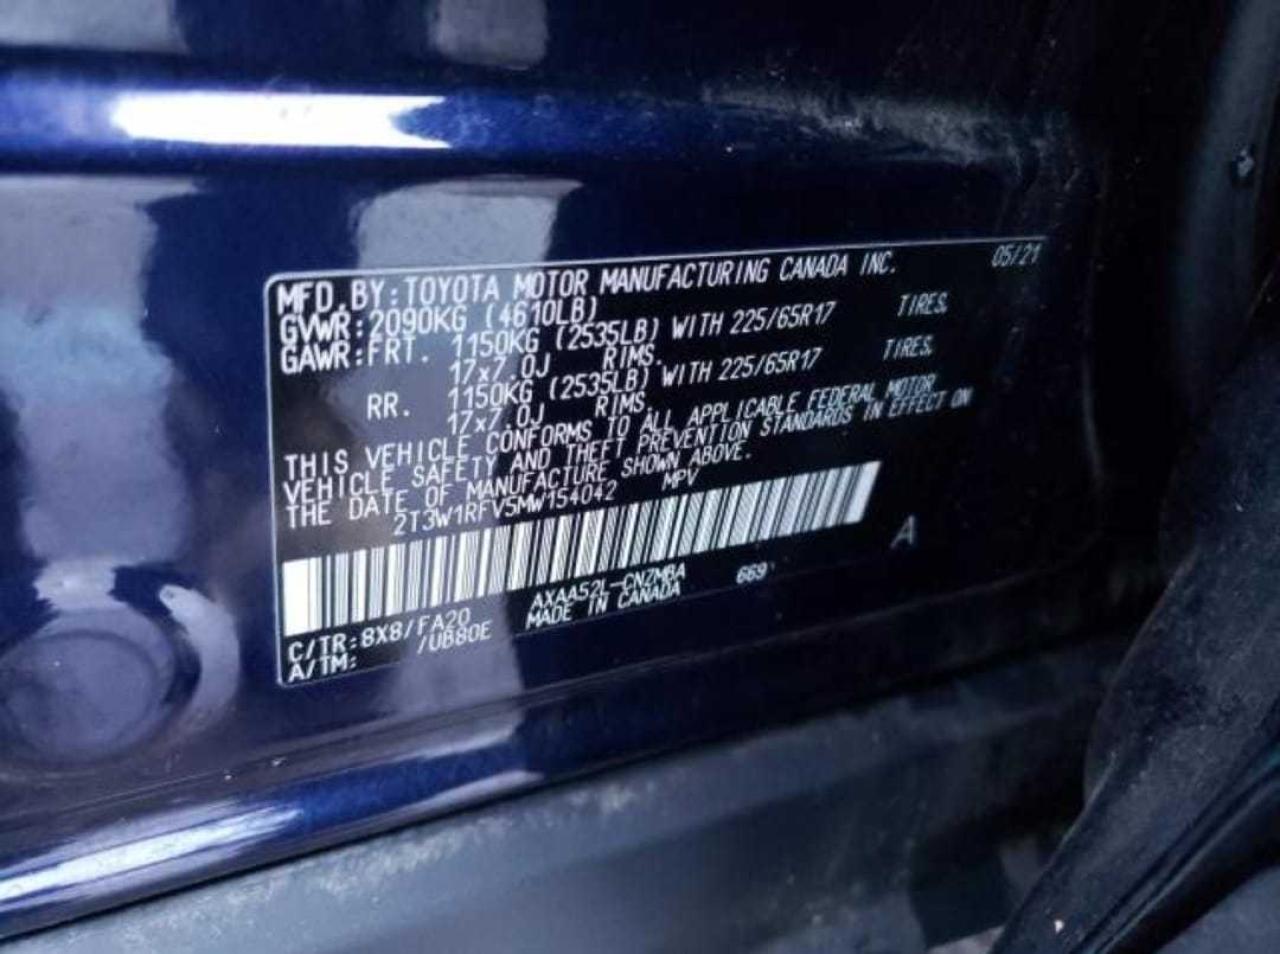 MFD.BY:TOYOTA MOTOR MANUFACTURING CANADA INC. 05/21
GVWR:2090KG (4610LB)
GAWR:FRT. 1150KG (2535LB) WITH 225/65R17 TIRES,
17x7.0J RIMS.
RR. 1150KG (2535LB) WITH 225/65R17 TIRES,
17x7.0J RIMS.
THIS VEHICLE CONFORMS TO ALL APPLICABLE FEDERAL MOTOR
VEHICLE SAFETY AND THEFT PREVENTION STANDARDS IN EFFECT ON
THE DATE OF MANUFACTURE SHOWN ABOVE.
2T3W1RFV5MW154042 MPV
A
C/TR:8X8/FA20 AXAA52L-CNZMBA 669
A/TM: /UB80E MADE IN CANADA